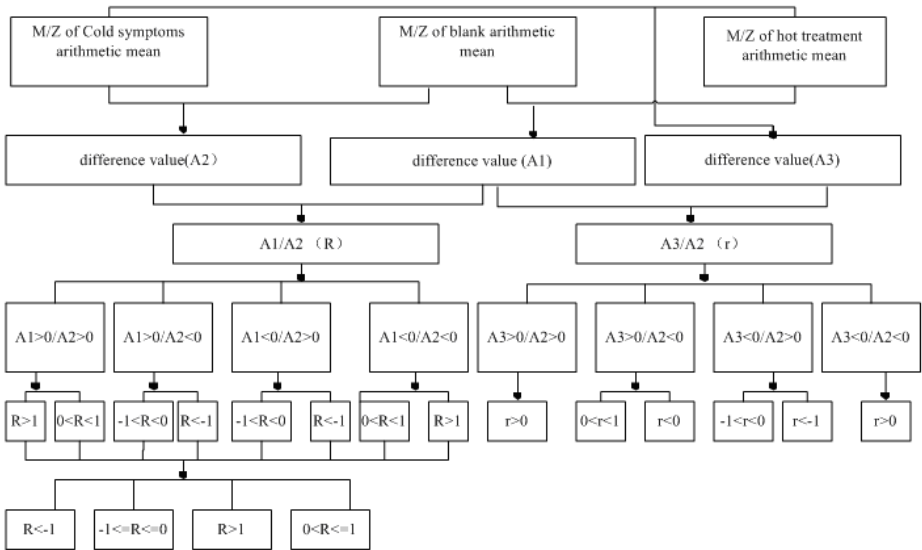 M/Z of Cold symptoms
arithmetic mean
M/Z of blank arithmetic
mean
M/Z of hot treatment
arithmetic mean
difference value(A2）
difference value (A1)
difference value(A3)
A1/A2 （R）
A3/A2 （r）
A1>0/A2>0
A1>0/A2<0
A1<0/A2>0
A1<0/A2<0
A3>0/A2>0
A3>0/A2<0
A3<0/A2>0
A3<0/A2<0
R>1
0<R<1
-1<R<0
R<-1
-1<R<0
R<-1
0<R<1
R>1
r>0
0<r<1
r<0
-1<r<0
r<-1
r>0
R<-1
-1<=R<=0
R>1
0<R<=1